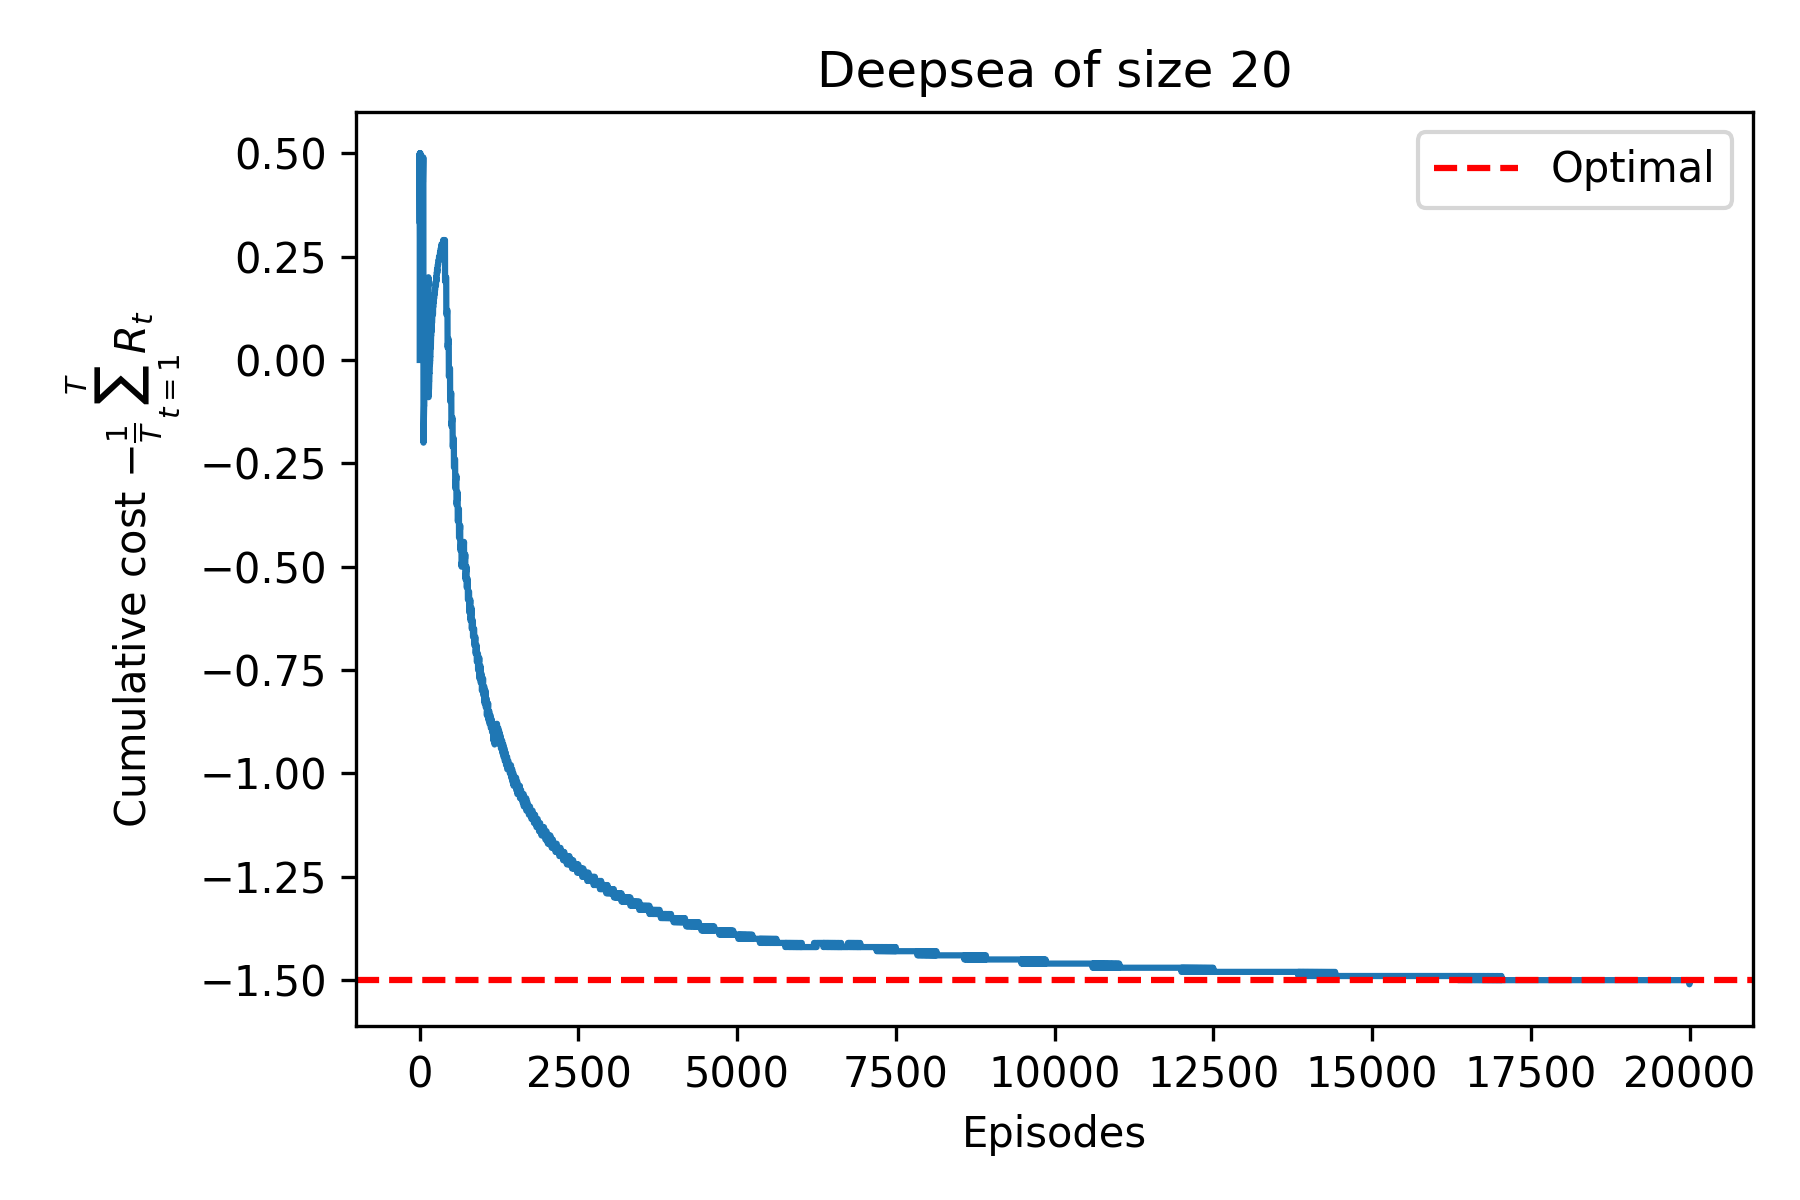 Deepsea of size 20
Optimal
Cumulative cost $-\frac{1}{T}\sum_{t=1}^{T} R_t$
0.50
0.25
0.00
−0.25
−0.50
−0.75
−1.00
−1.25
−1.50
0 2500 5000 7500 10000 12500 15000 17500 20000
Episodes